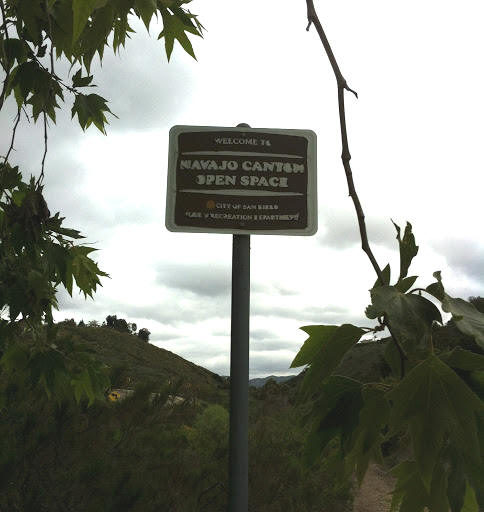 WELCOME TO
NAVAJO CANYON
OPEN SPACE
CITY OF SAN DIEGO
PARK & RECREATION DEPARTMENT